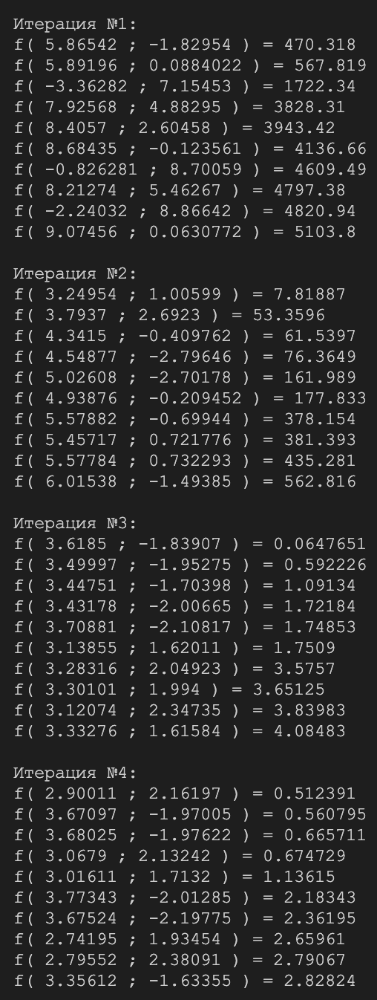 Итерация №1:
f( 5.86542 ; -1.82954 ) = 470.318
f( 5.89196 ; 0.0884022 ) = 567.819
f( -3.36282 ; 7.15453 ) = 1722.34
f( 7.92568 ; 4.88295 ) = 3828.31
f( 8.4057 ; 2.60458 ) = 3943.42
f( 8.68435 ; -0.123561 ) = 4136.66
f( -0.826281 ; 8.70059 ) = 4609.49
f( 8.21274 ; 5.46267 ) = 4797.38
f( -2.24032 ; 8.86642 ) = 4820.94
f( 9.07456 ; 0.0630772 ) = 5103.8

Итерация №2:
f( 3.24954 ; 1.00599 ) = 7.81887
f( 3.7937 ; 2.6923 ) = 53.3596
f( 4.3415 ; -0.409762 ) = 61.5397
f( 4.54877 ; -2.79646 ) = 76.3649
f( 5.02608 ; -2.70178 ) = 161.989
f( 4.93876 ; -0.209452 ) = 177.833
f( 5.57882 ; -0.69944 ) = 378.154
f( 5.45717 ; 0.721776 ) = 381.393
f( 5.57784 ; 0.732293 ) = 435.281
f( 6.01538 ; -1.49385 ) = 562.816

Итерация №3:
f( 3.6185 ; -1.83907 ) = 0.0647651
f( 3.49997 ; -1.95275 ) = 0.592226
f( 3.44751 ; -1.70398 ) = 1.09134
f( 3.43178 ; -2.00665 ) = 1.72184
f( 3.70881 ; -2.10817 ) = 1.74853
f( 3.13855 ; 1.62011 ) = 1.7509
f( 3.28316 ; 2.04923 ) = 3.5757
f( 3.30101 ; 1.994 ) = 3.65125
f( 3.12074 ; 2.34735 ) = 3.83983
f( 3.33276 ; 1.61584 ) = 4.08483

Итерация №4:
f( 2.90011 ; 2.16197 ) = 0.512391
f( 3.67097 ; -1.97005 ) = 0.560795
f( 3.68025 ; -1.97622 ) = 0.665711
f( 3.0679 ; 2.13242 ) = 0.674729
f( 3.01611 ; 1.7132 ) = 1.13615
f( 3.77343 ; -2.01285 ) = 2.18343
f( 3.67524 ; -2.19775 ) = 2.36195
f( 2.74195 ; 1.93454 ) = 2.65961
f( 2.79552 ; 2.38091 ) = 2.79067
f( 3.35612 ; -1.63355 ) = 2.82824